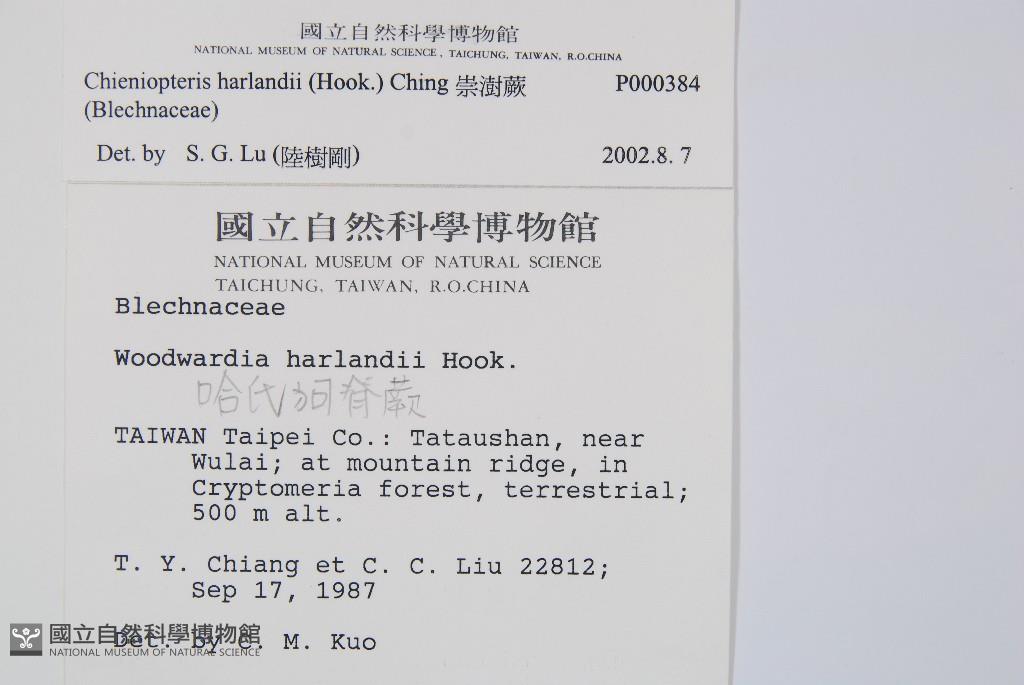 國立自然科學博物館
NATIONAL MUSEUM OF NATURAL SCIENCE, TAICHUNG, TAIWAN, R.O.CHINA
Chieniopteris harlandii (Hook.) Ching 崇澍蕨 P000384
(Blechnaceae)
Det. by S. G. Lu (陸樹剛) 2002.8.7
國立自然科學博物館
NATIONAL MUSEUM OF NATURAL SCIENCE
TAICHUNG, TAIWAN, R.O.CHINA
Blechnaceae
Woodwardia harlandii Hook.
哈氏狗脊蕨
TAIWAN Taipei Co.: Tataushan, near
Wulai; at mountain ridge, in
Cryptomeria forest, terrestrial;
500 m alt.
T. Y. Chiang et C. C. Liu 22812;
Sep 17, 1987
Det. by C. M. Kuo
國立自然科學博物館
NATIONAL MUSEUM OF NATURAL SCIENCE